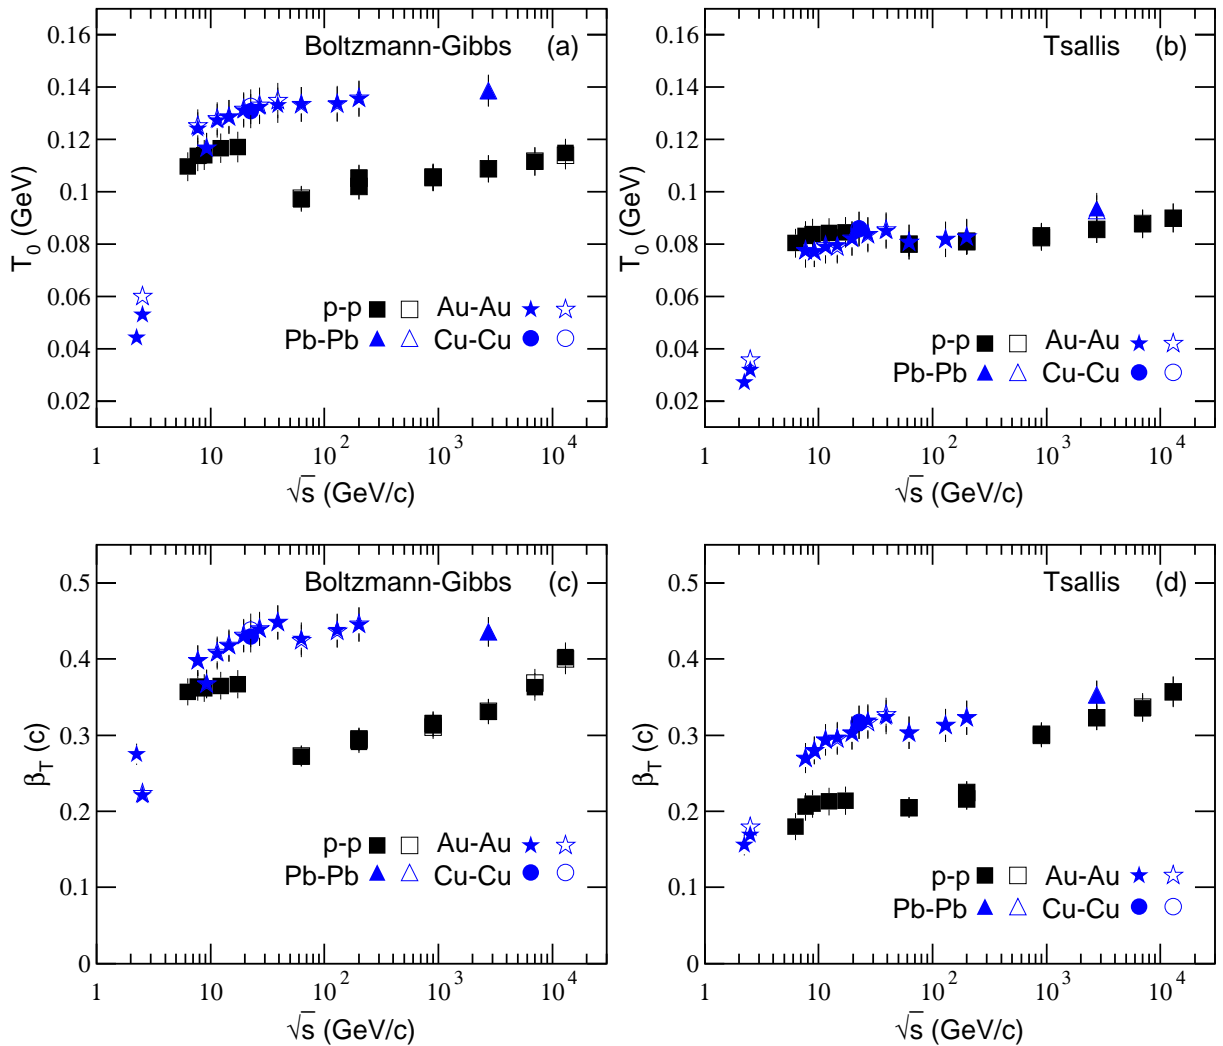 Boltzmann-Gibbs (a)
T0 (GeV)
0.16
0.14
0.12
0.1
0.08
0.06
0.04
0.02
p-p Au-Au
Pb-Pb Cu-Cu
1 10 10^2 10^3 10^4
√s (GeV/c)
Tsallis (b)
T0 (GeV)
0.16
0.14
0.12
0.1
0.08
0.06
0.04
0.02
p-p Au-Au
Pb-Pb Cu-Cu
1 10 10^2 10^3 10^4
√s (GeV/c)
Boltzmann-Gibbs (c)
βT (c)
0.5
0.4
0.3
0.2
0.1
0
p-p Au-Au
Pb-Pb Cu-Cu
1 10 10^2 10^3 10^4
√s (GeV/c)
Tsallis (d)
βT (c)
0.5
0.4
0.3
0.2
0.1
0
p-p Au-Au
Pb-Pb Cu-Cu
1 10 10^2 10^3 10^4
√s (GeV/c)